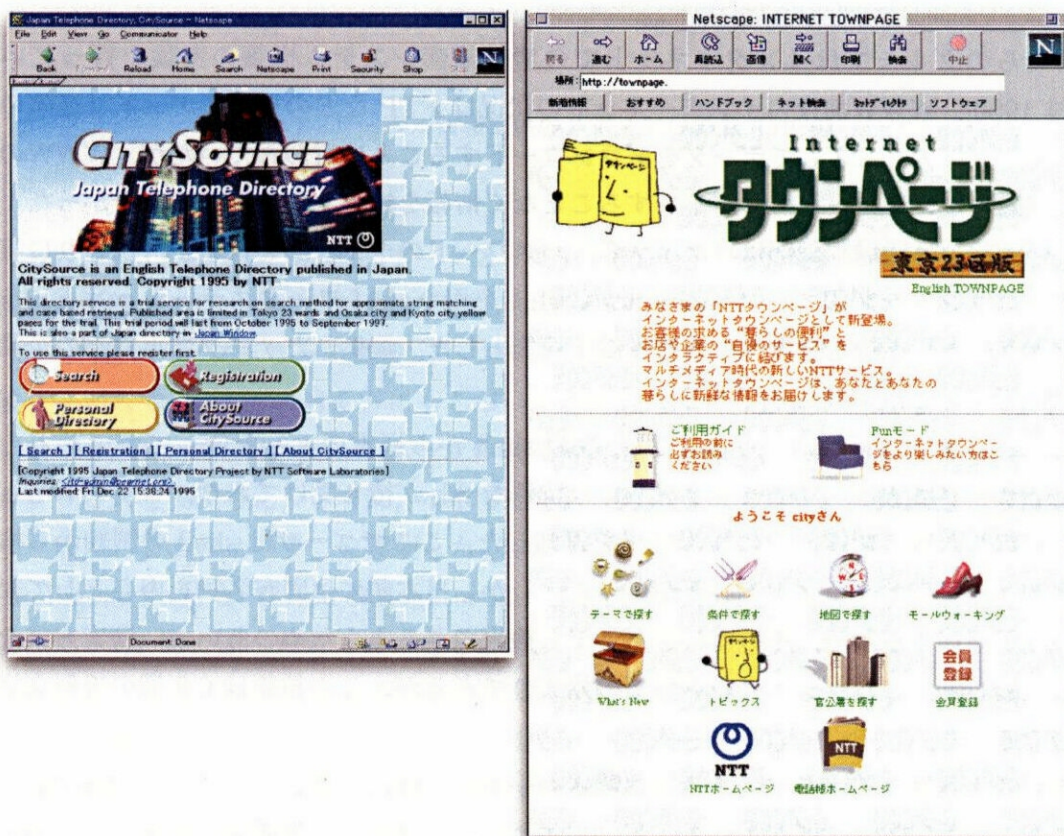 Japan Telephone Directory, CitySource - Netscape
File Edit View Go Communicator Help
Back Reload Home Search Netscape Print Security Shop
N
CITYSOURCE
Japan Telephone Directory
NTT
CitySource is an English Telephone Directory published in Japan.
All rights reserved. Copyright 1995 by NTT
This directory service is a trial service for research on search method for approximate string matching
and case based retrieval. Published area is limited in Tokyo 23 wards and Osaka city and Kyoto city yellow
pages for the trail. This trial period will last from October 1995 to September 1997.
This is also a part of Japan directory in Japan Window.
To use this service please register first.
Search
Registration
Personal Directory
About CitySource
[ Search ] [ Registration ] [ Personal Directory ] [ About CitySource ]
[Copyright 1995 Japan Telephone Directory Project by NTT Software Laboratories]
Inquiries:
Last modified: Fri Dec 22 15:38:24 1995
Document: Done
Netscape: INTERNET TOWNPAGE
戻る 進む ホーム 再読込 画像 開く 印刷 検索 中止
N
場所: http://townpage.
新着情報 おすすめ ハンドブック ネット検索 ネットディレクトリ ソフトウェア
タウンページ
Internet
タウンページ
東京23区版
English TOWNPAGE
みなさまの「NTTタウンページ」が
インターネットタウンページとして新登場。
お客様の求める“暮らしの便利”と
お店や企業の“自慢のサービス”を
インタラクティブに結びます。
マルチメディア時代の新しいNTTサービス。
インターネットタウンページは、あなたとあなたの
暮らしに新鮮な情報をお届けします。
ご利用ガイド
ご利用の前に
必ずお読み
ください
Funモード
インターネットタウンペー
ジをより楽しみたい方はこ
ちら
ようこそ cityさん
テーマで探す 条件で探す 地図で探す モールウォーキング
タウンページ
会員
登録
What's New トピックス 官公署を探す 会員登録
NTT
NTT
NTTホームページ 電話帳ホームページ